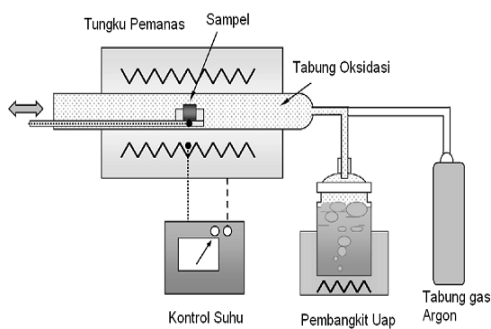 Tungku Pemanas
Sampel
Tabung Oksidasi
Kontrol Suhu
Pembangkit Uap
Tabung gas
Argon